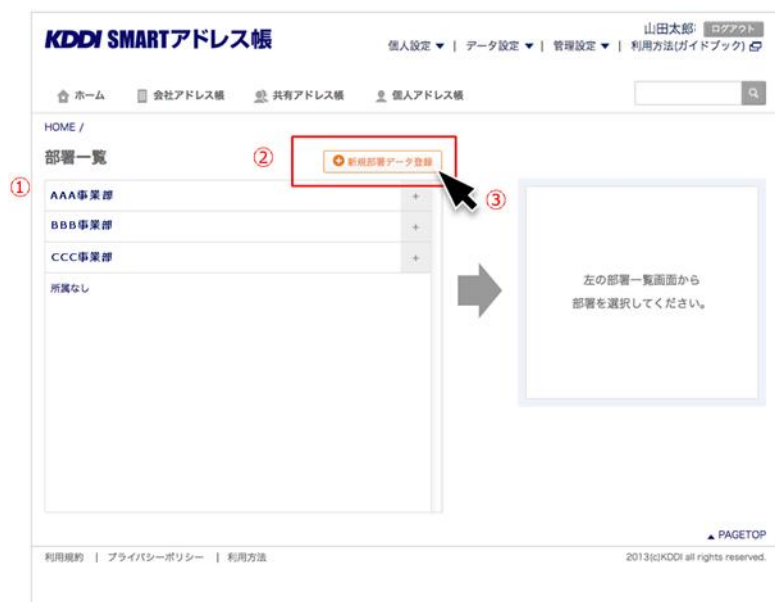 KDDI SMARTアドレス帳
山田太郎 ログアウト
個人設定 ▼ | データ設定 ▼ | 管理設定 ▼ | 利用方法(ガイドブック)
ホーム 会社アドレス帳 共有アドレス帳 個人アドレス帳
HOME /
部署一覧
② 新規部署データ登録
① ③
AAA事業部 +
BBB事業部 +
CCC事業部 +
所属なし
左の部署一覧画面から
部署を選択してください。
▲ PAGETOP
利用規約 | プライバシーポリシー | 利用方法
2013(c)KDDI all rights reserved.